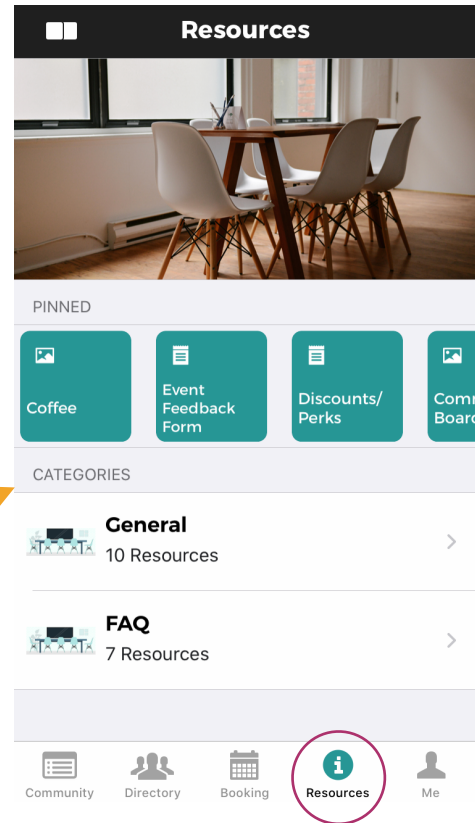 Resources
PINNED
Coffee
Event
Feedback
Form
Discounts/
Perks
CATEGORIES
General
10 Resources
FAQ
7 Resources
Community
Directory
Booking
Resources
Me